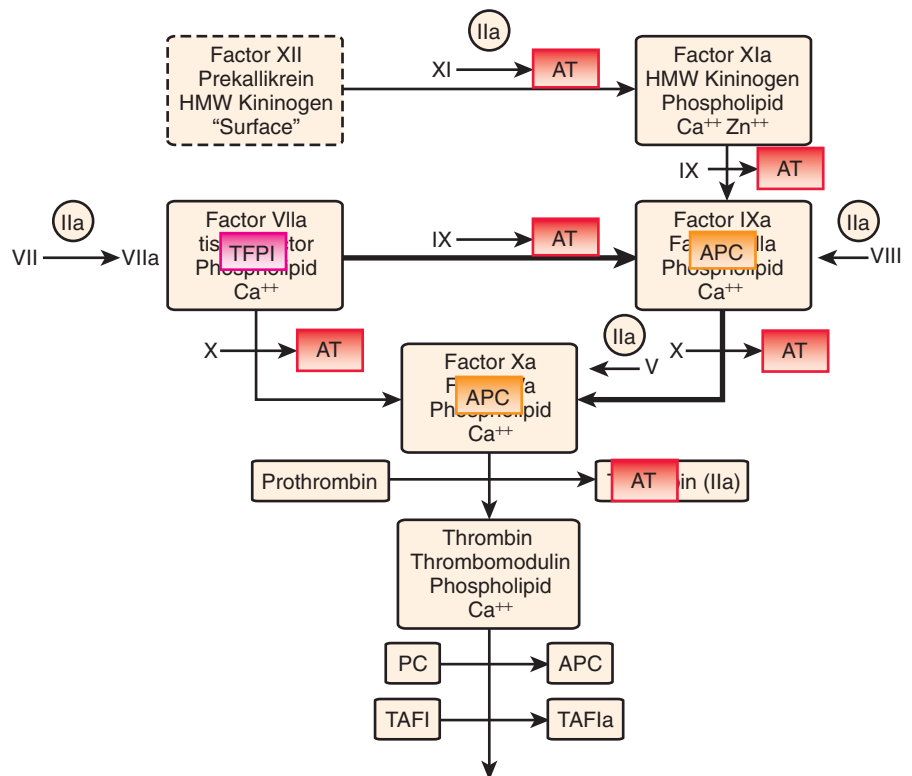 IIa
Factor XII
Prekallikrein
HMW Kininogen
“Surface”
XI
AT
Factor XIa
HMW Kininogen
Phospholipid
Ca++ Zn++
IX
AT
IIa
VII
VIIa
Factor VIIa
TFPI
Phospholipid
Ca++
IX
AT
Factor IXa
APC
Phospholipid
Ca++
IIa
VIII
X
AT
IIa
V
X
AT
Factor Xa
APC
Phospholipid
Ca++
Prothrombin
AT
(IIa)
Thrombin
Thrombomodulin
Phospholipid
Ca++
PC
APC
TAFI
TAFIa